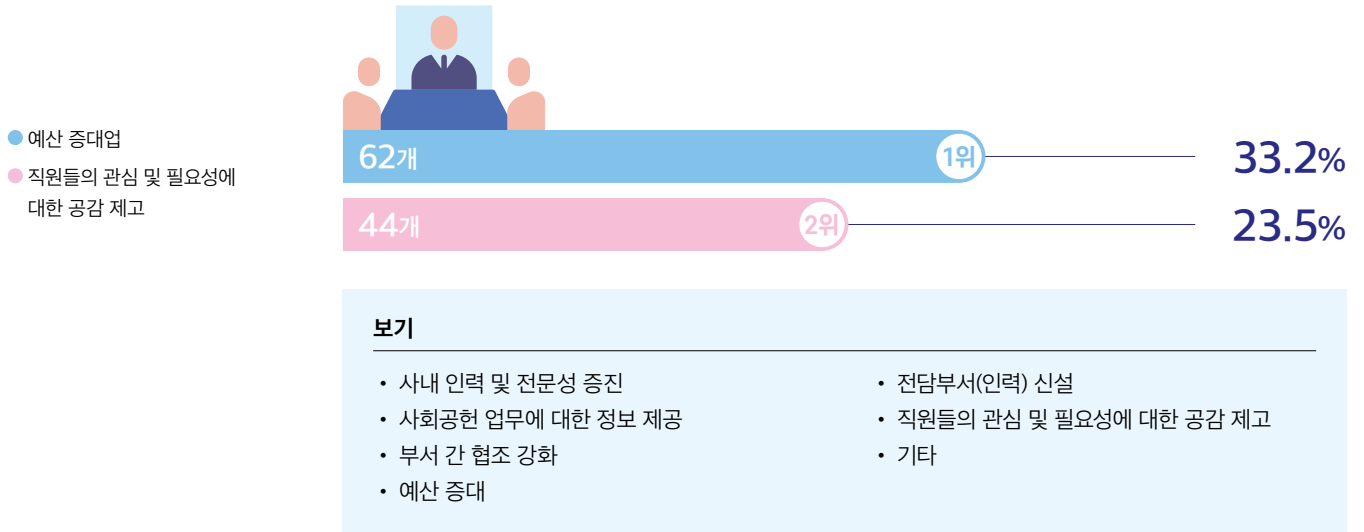 예산 증대업
직원들의 관심 및 필요성에
대한 공감 제고
62개 1위 33.2%
44개 2위 23.5%
보기
• 사내 인력 및 전문성 증진
• 사회공헌 업무에 대한 정보 제공
• 부서 간 협조 강화
• 예산 증대
• 전담부서(인력) 신설
• 직원들의 관심 및 필요성에 대한 공감 제고
• 기타